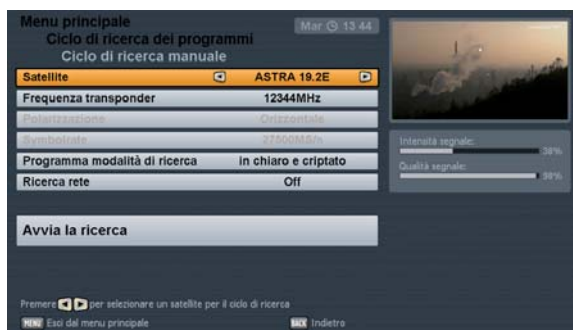 Menu principale
Mar 13 44
Ciclo di ricerca dei programmi
Ciclo di ricerca manuale
Satellite ASTRA 19.2E
Frequenza transponder 12344MHz
Polarizzazione Orizzontale
Symbolrate 27500MS/s
Programma modalità di ricerca in chiaro e criptato
Ricerca rete Off
Avvia la ricerca
Intensità segnale:
38%
Qualità segnale:
Premere per selezionare un satellite per il ciclo di ricerca
MENU Esci dal menu principale BACK Indietro